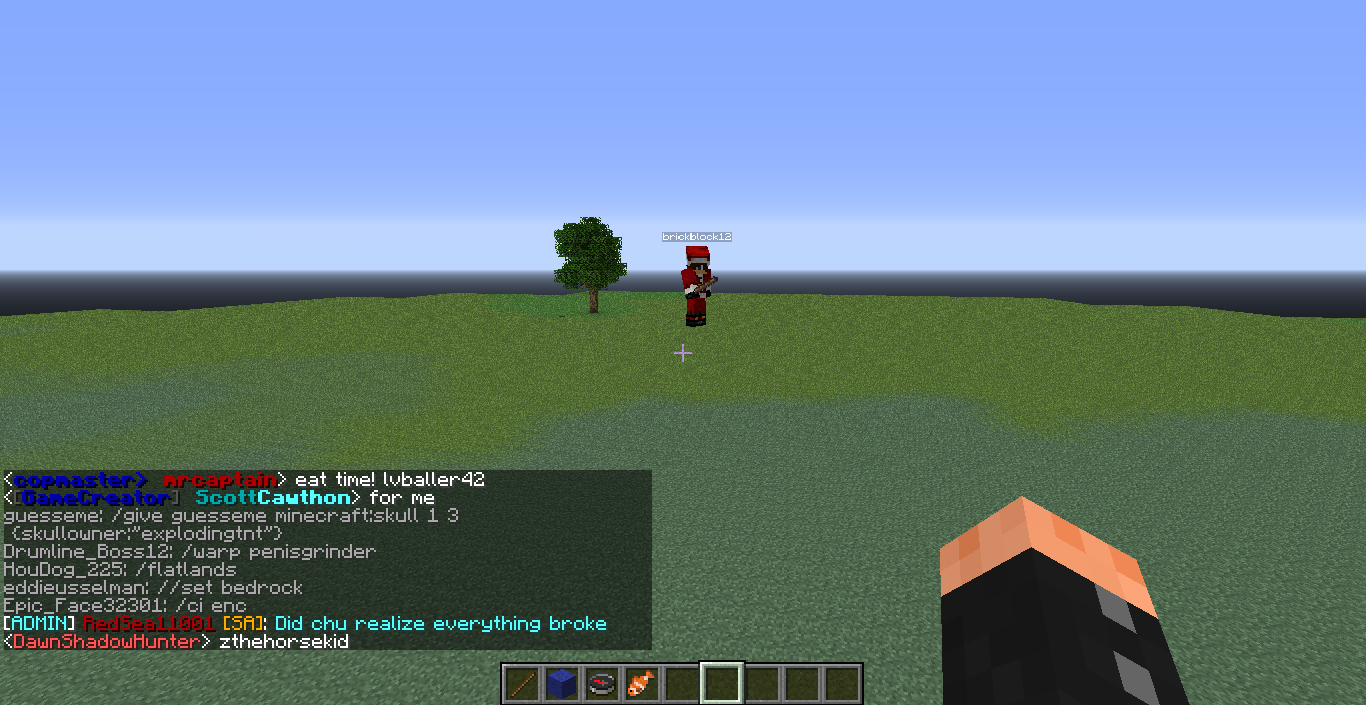 brickblock12
<copmaster> mrcaptain> eat time! lvballer42
<[GameCreator] ScottCawthon> for me
guesseme: /give guesseme minecraft:skull 1 3
{skullowner:"explodingtnt"}
Drumline_Boss12: /warp penisgrinder
HouDog_225: /flatlands
eddieusselman: //set bedrock
Epic_Face32301: /ci enc
[ADMIN] RedSea11001 [SA]: Did chu realize everything broke
<DawnShadowHunter> zthehorsekid